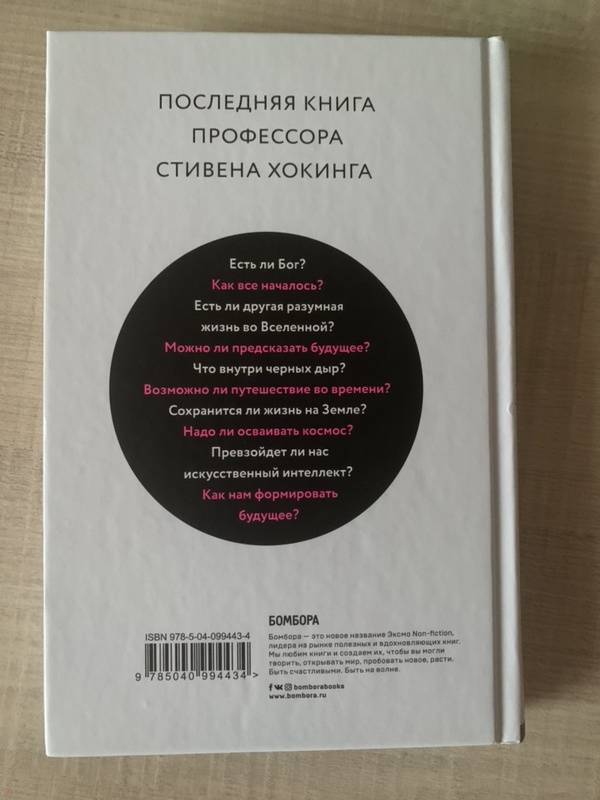 ПОСЛЕДНЯЯ КНИГА
ПРОФЕССОРА
СТИВЕНА ХОКИНГА
Есть ли Бог?
Как все началось?
Есть ли другая разумная
жизнь во Вселенной?
Можно ли предсказать будущее?
Что внутри черных дыр?
Возможно ли путешествие во времени?
Сохранится ли жизнь на Земле?
Надо ли осваивать космос?
Превзойдет ли нас
искусственный интеллект?
Как нам формировать
будущее?
ISBN 978-5-04-099443-4
9 785040 994434 >
БОМБОРА
Бомбора — это новое название Эксмо Non-fiction,
лидера на рынке полезных и вдохновляющих книг.
Мы любим книги и создаем их, чтобы вы могли
творить, открывать мир, пробовать новое, расти.
Быть счастливыми. Быть на волне.
bomborabooks
www.bombora.ru